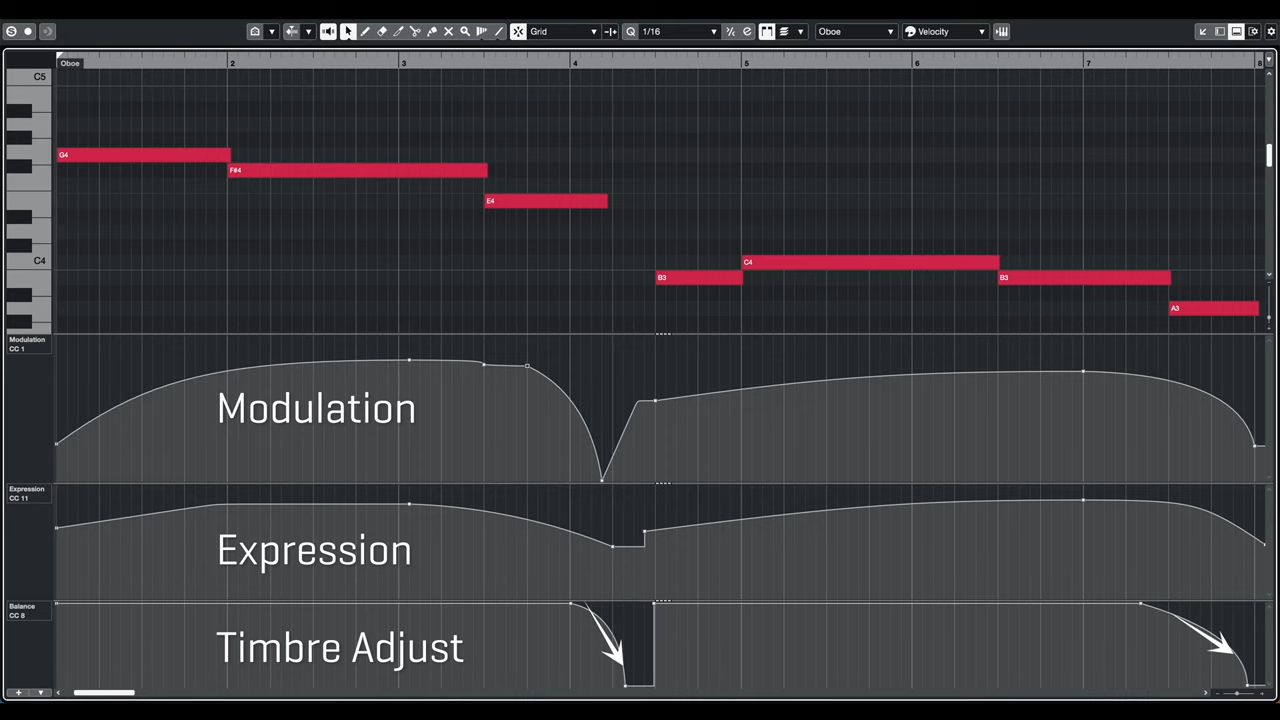 Grid
1/16
Oboe
Velocity
Oboe
2
3
4
5
6
7
8
C5
G4
F#4
E4
C4
C4
B3
B3
A3
Modulation
CC 1
Modulation
Expression
CC 11
Expression
Balance
CC 8
Timbre Adjust